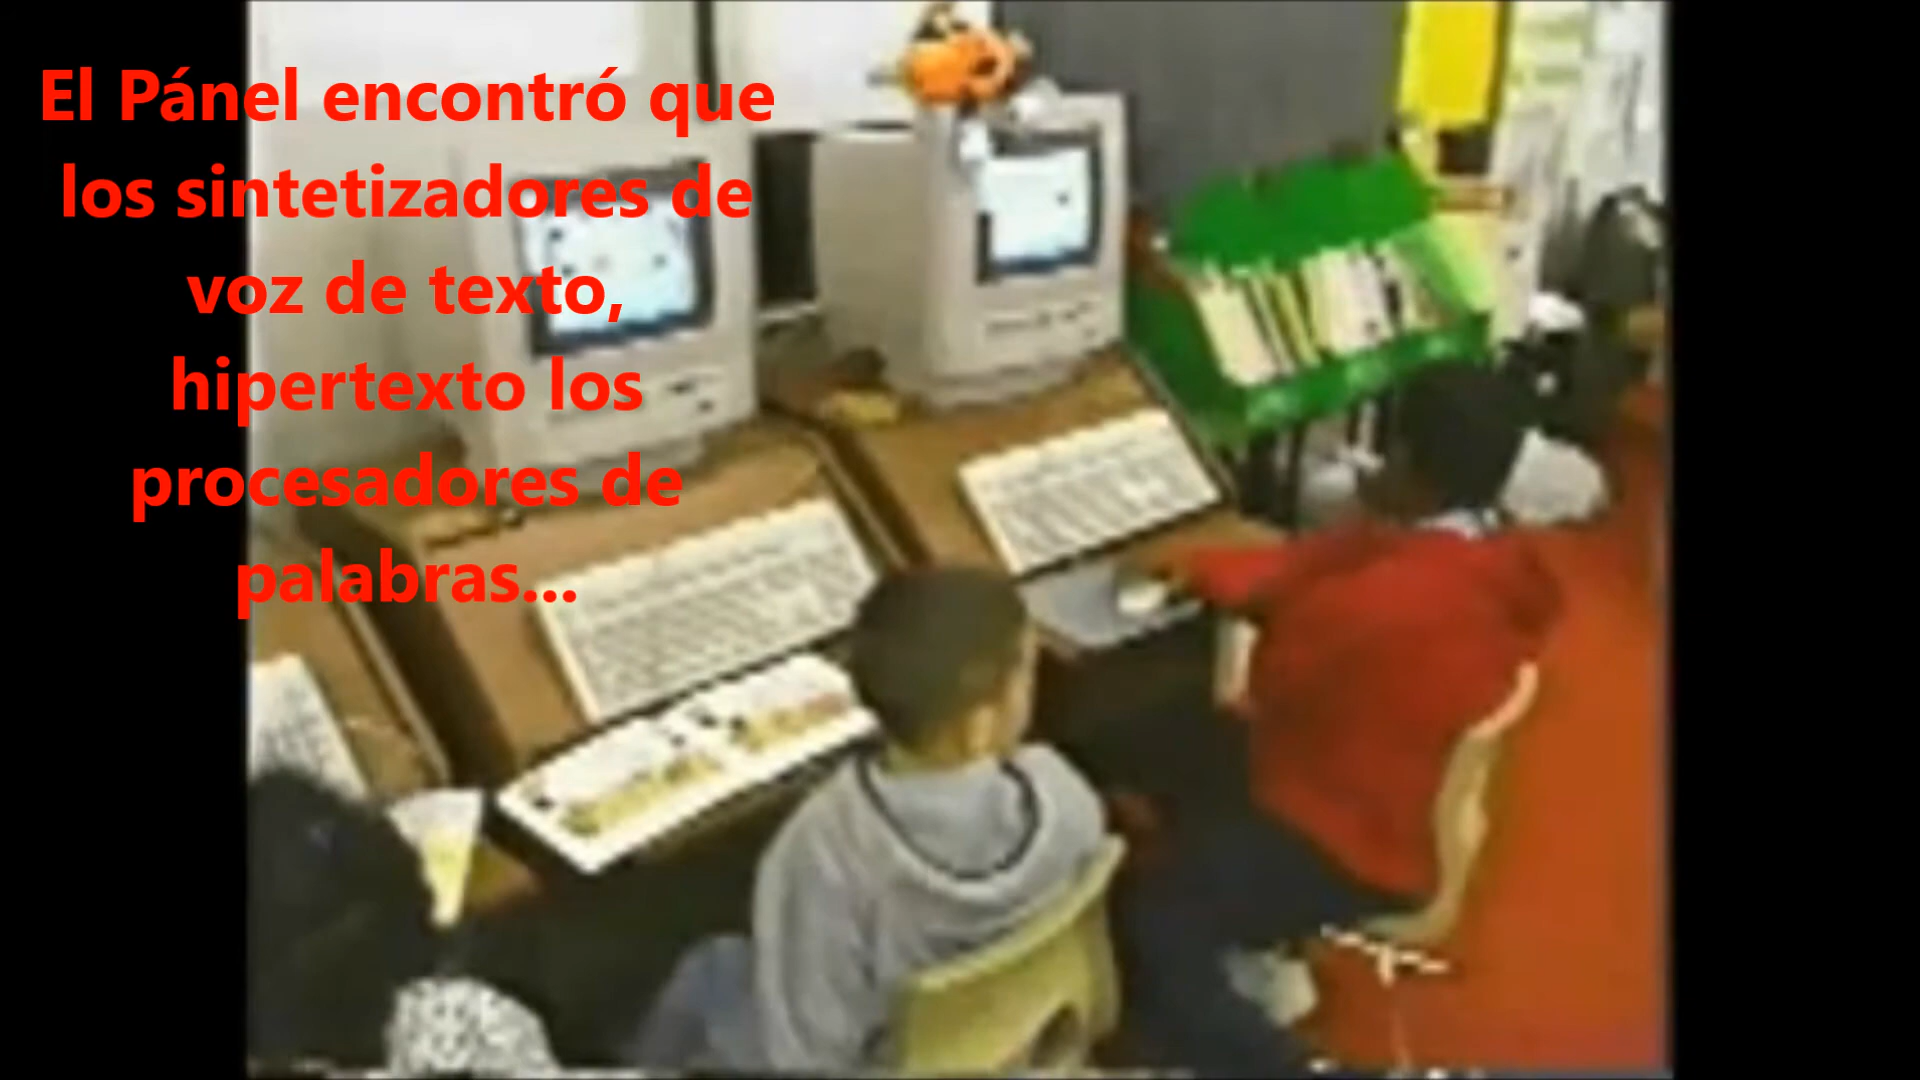 El Pánel encontró que
los sintetizadores de
voz de texto,
hipertexto los
procesadores de
palabras...